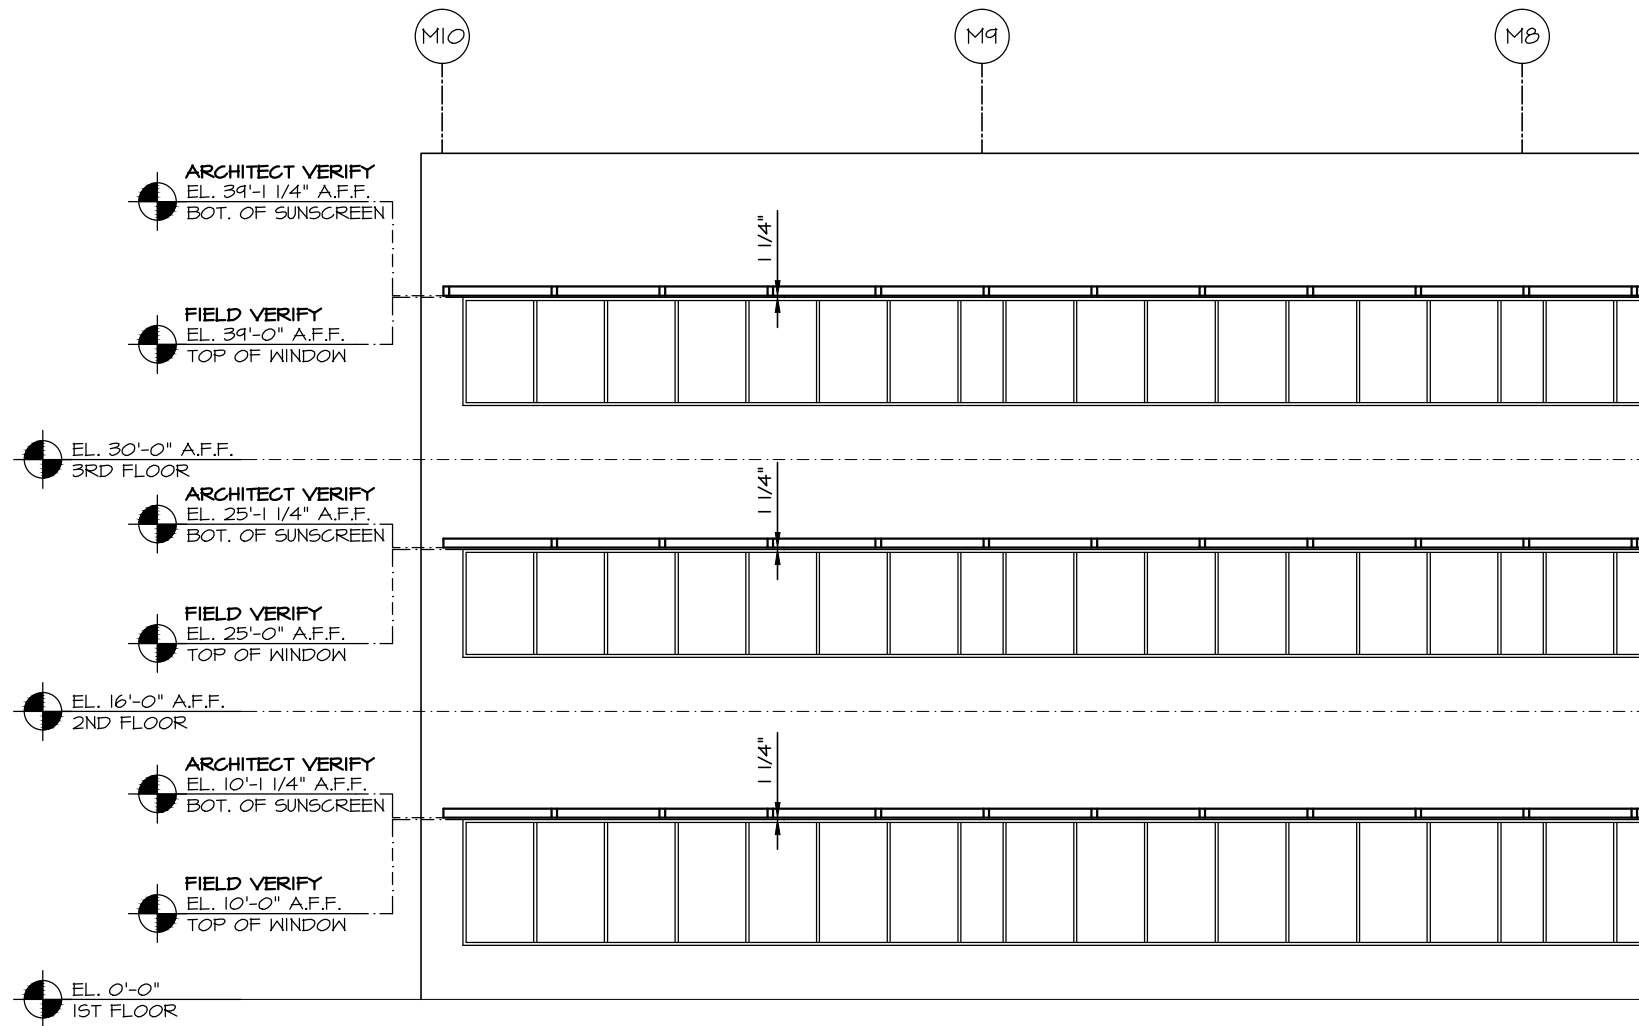 M10 M9 M8
ARCHITECT VERIFY
EL. 39'-1 1/4" A.F.F.
BOT. OF SUNSCREEN
1 1/4"
FIELD VERIFY
EL. 39'-0" A.F.F.
TOP OF WINDOW
EL. 30'-0" A.F.F.
3RD FLOOR
ARCHITECT VERIFY
EL. 25'-1 1/4" A.F.F.
BOT. OF SUNSCREEN
1 1/4"
FIELD VERIFY
EL. 25'-0" A.F.F.
TOP OF WINDOW
EL. 16'-0" A.F.F.
2ND FLOOR
ARCHITECT VERIFY
EL. 10'-1 1/4" A.F.F.
BOT. OF SUNSCREEN
1 1/4"
FIELD VERIFY
EL. 10'-0" A.F.F.
TOP OF WINDOW
EL. 0'-0"
1ST FLOOR